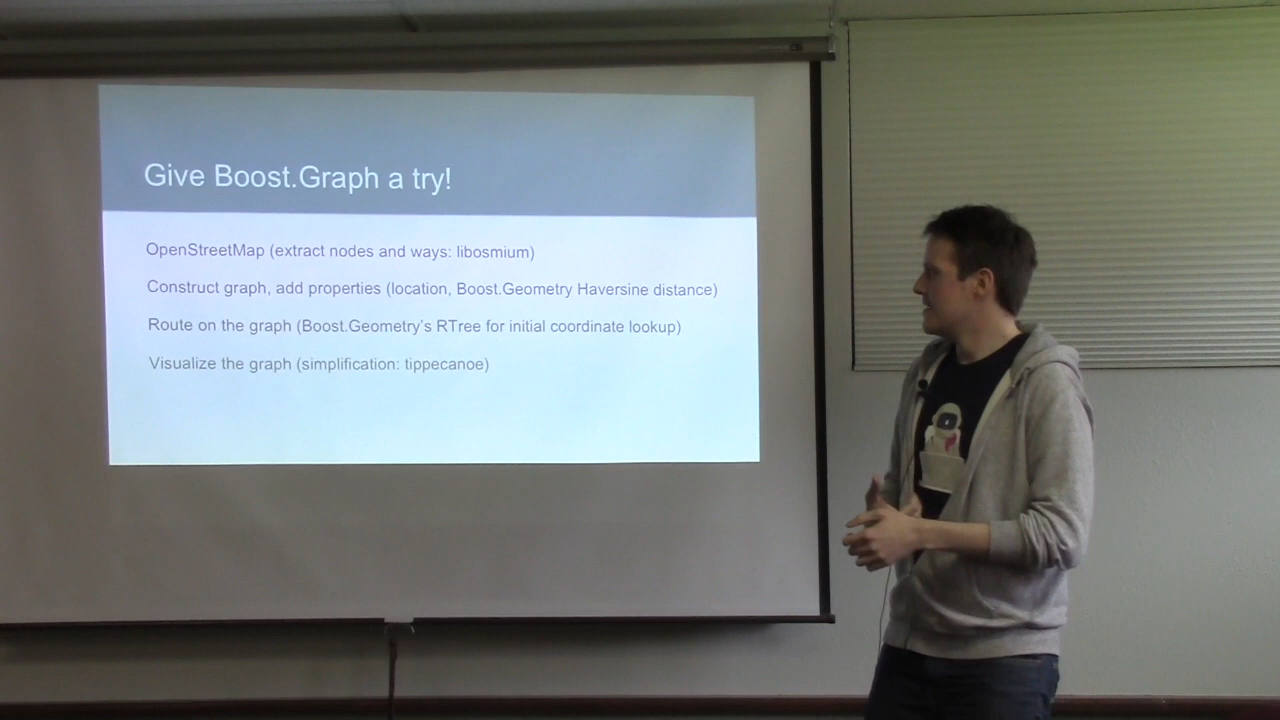 Give Boost.Graph a try!
OpenStreetMap (extract nodes and ways: libosmium)
Construct graph, add properties (location, Boost.Geometry Haversine distance)
Route on the graph (Boost.Geometry's RTree for initial coordinate lookup)
Visualize the graph (simplification: tippecanoe)